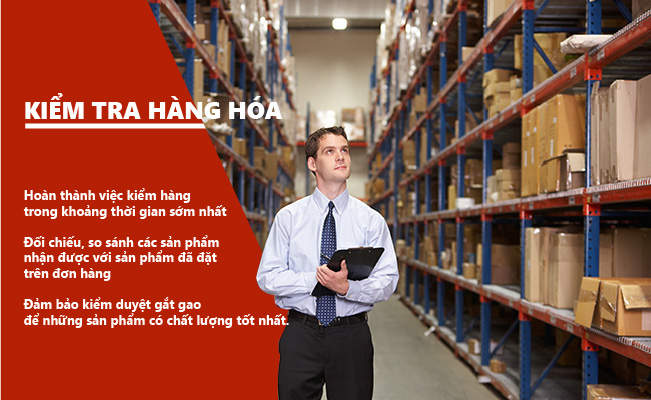 KIỂM TRA HÀNG HÓA
Hoàn thành việc kiểm hàng
trong khoảng thời gian sớm nhất
Đối chiếu, so sánh các sản phẩm
nhận được với sản phẩm đã đặt
trên đơn hàng
Đảm bảo kiểm duyệt gắt gao
để những sản phẩm có chất lượng tốt nhất.